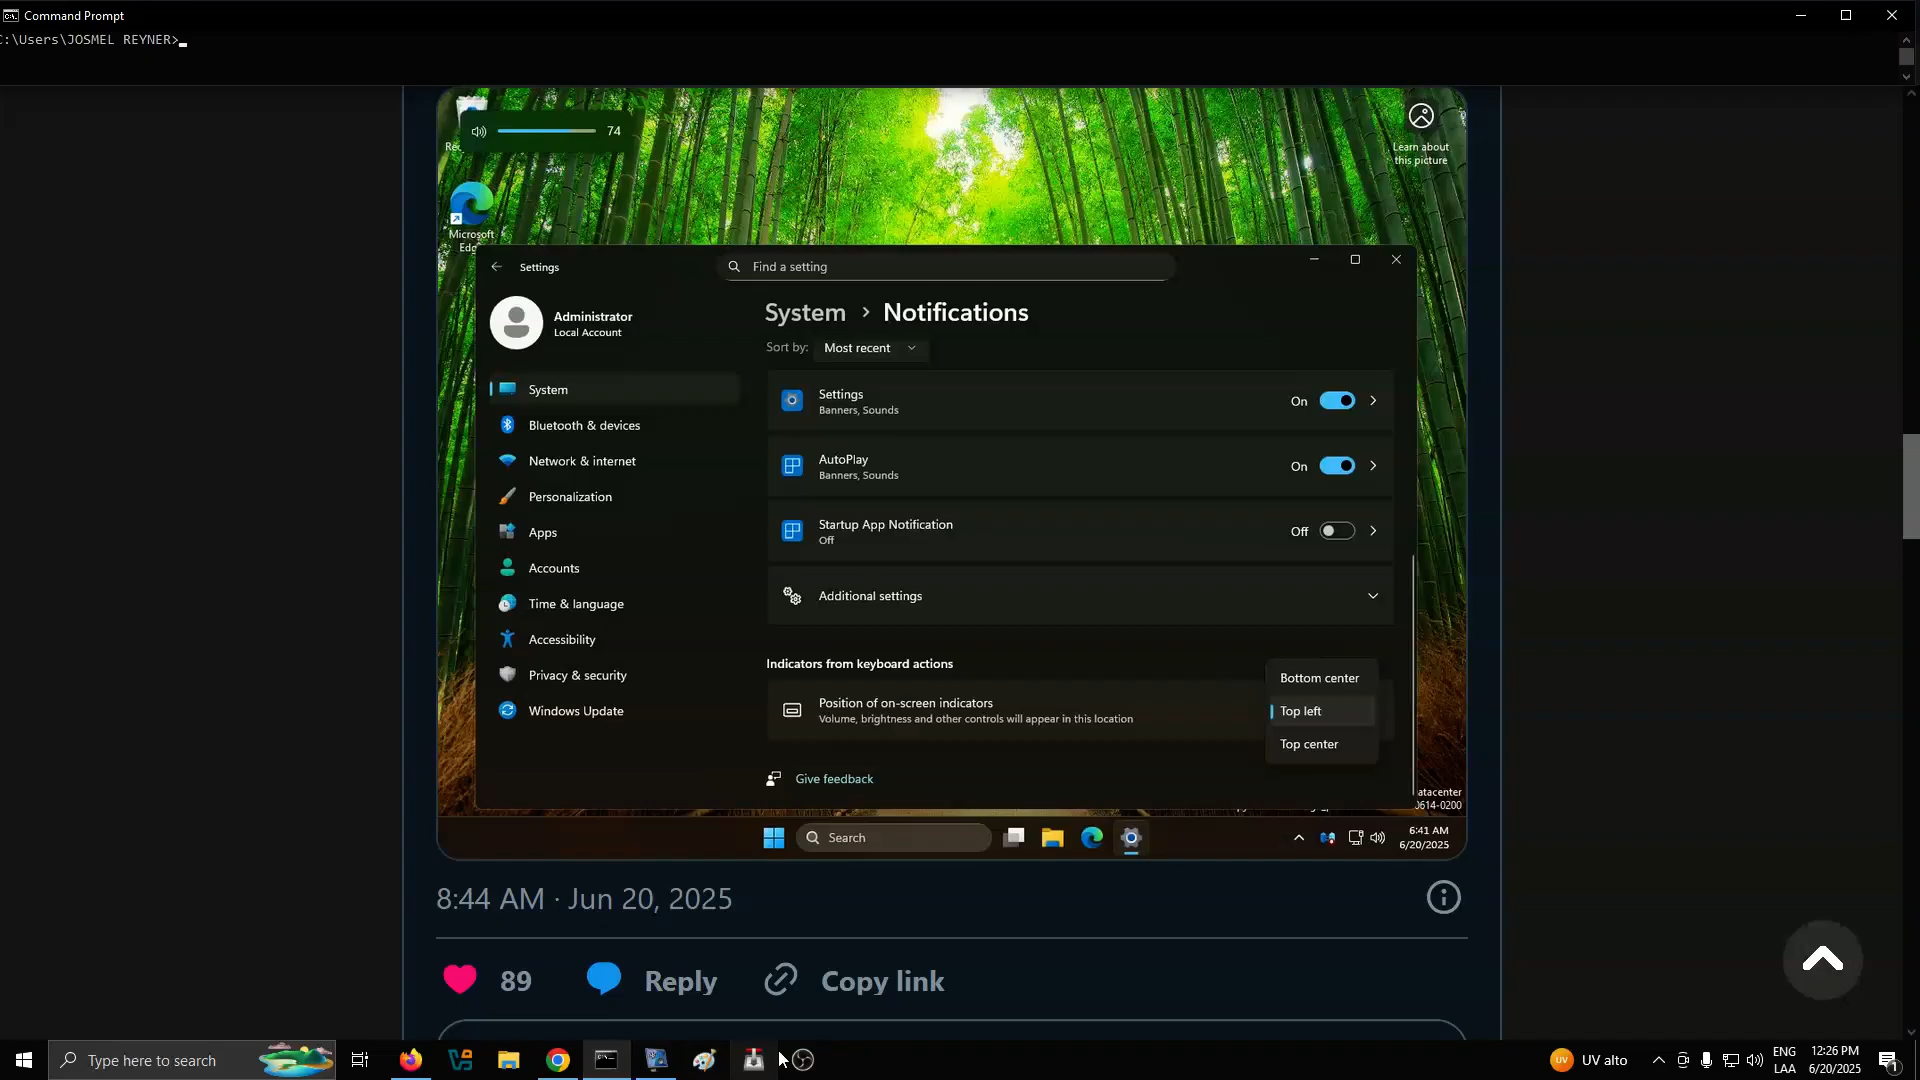 Command Prompt
C:\Users\JOSMEL REYNER>
74
Learn about
this picture
Microsoft
Settings
Find a setting
Administrator
Local Account
System > Notifications
Sort by: Most recent
System
Bluetooth & devices
Network & internet
Personalization
Apps
Accounts
Time & language
Accessibility
Privacy & security
Windows Update
Settings
Banners, Sounds
On
AutoPlay
Banners, Sounds
On
Startup App Notification
Off
Off
Additional settings
Indicators from keyboard actions
Position of on-screen indicators
Volume, brightness and other controls will appear in this location
Bottom center
Top left
Top center
Give feedback
atacenter
0614-0200
Search
6:41 AM
6/20/2025
8:44 AM · Jun 20, 2025
89 Reply Copy link
Type here to search
UV
UV alto
ENG
LAA
12:26 PM
6/20/2025
1